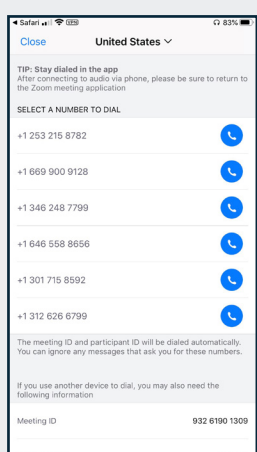 Safari VPN 83%
Close United States
TIP: Stay dialed in the app
After connecting to audio via phone, please be sure to return to
the Zoom meeting application
SELECT A NUMBER TO DIAL
+1 253 215 8782
+1 669 900 9128
+1 346 248 7799
+1 646 558 8656
+1 301 715 8592
+1 312 626 6799
The meeting ID and participant ID will be dialed automatically.
You can ignore any messages that ask you for these numbers.
If you use another device to dial, you may also need the
following information
Meeting ID 932 6190 1309